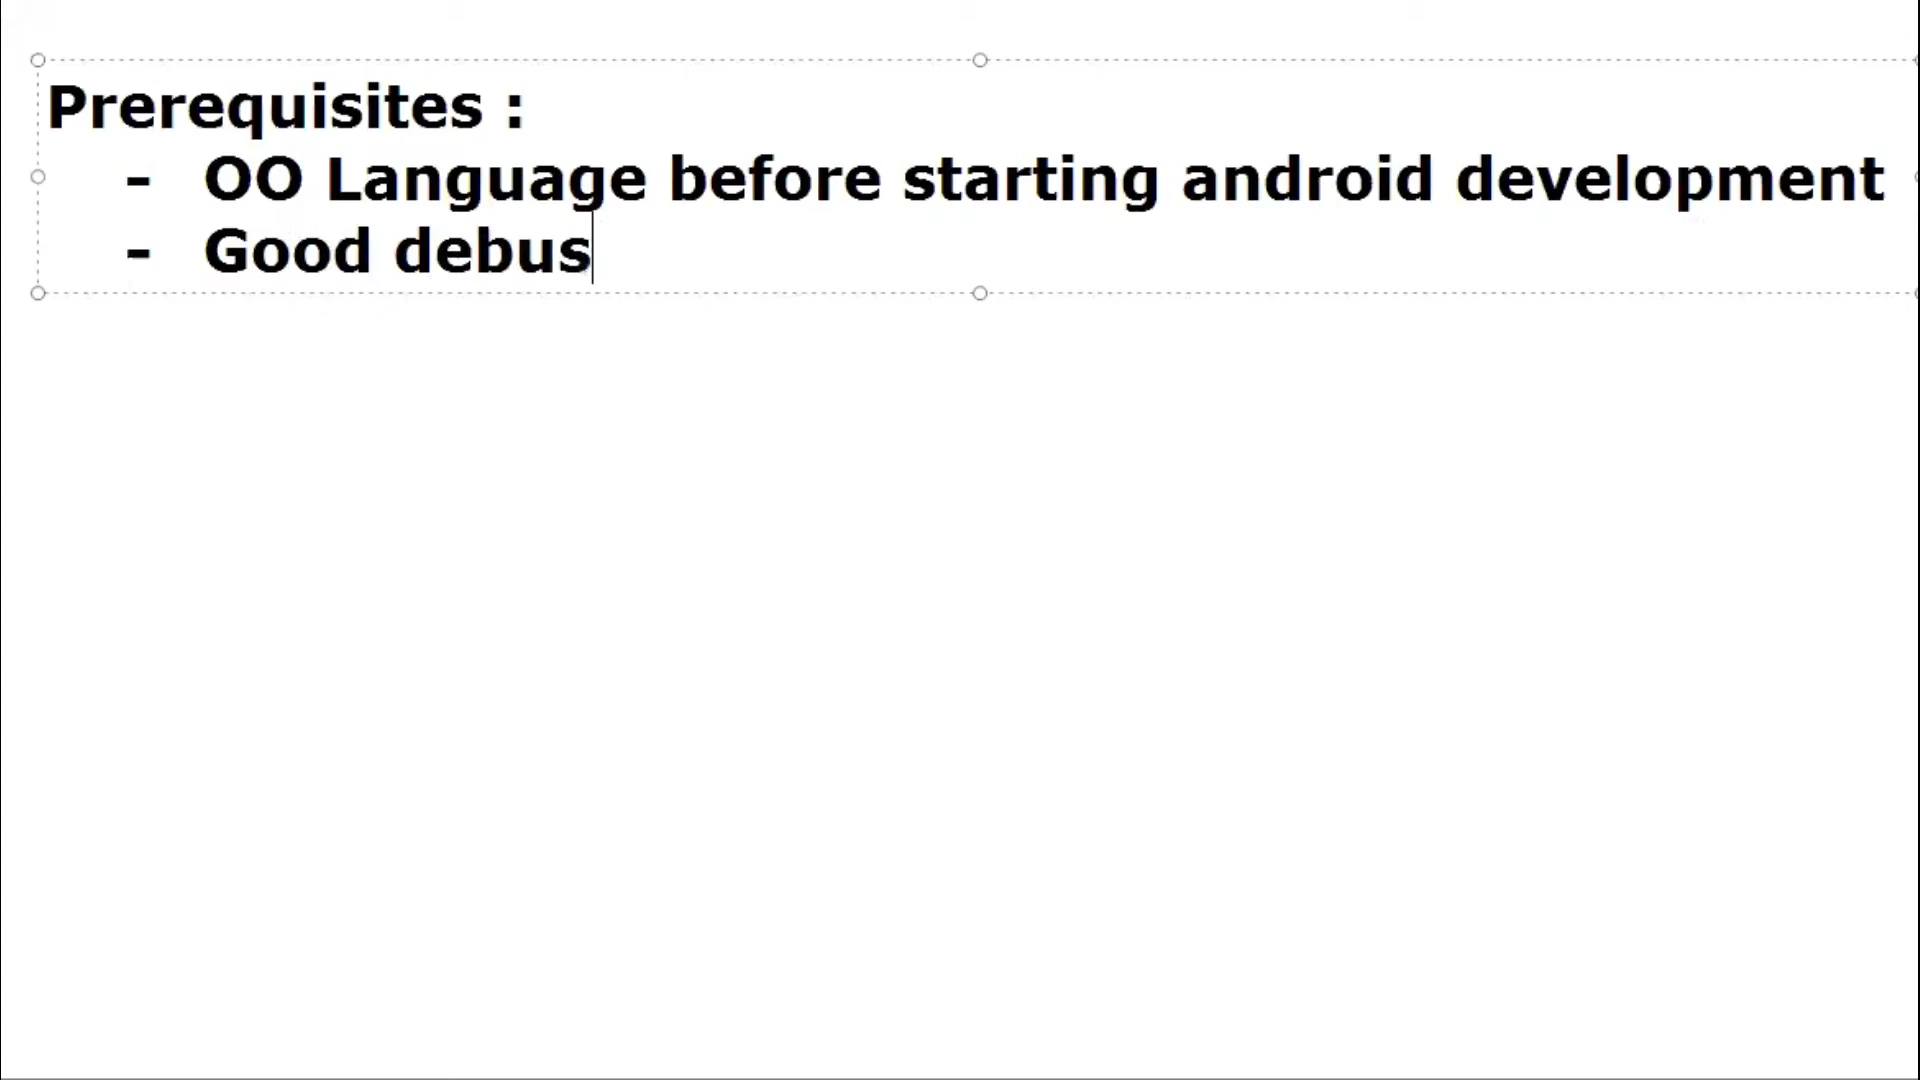 Prerequisites :
- OO Language before starting android development
- Good debus